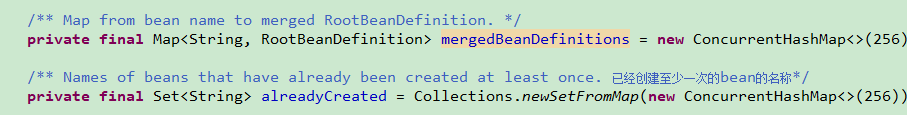 /** Map from bean name to merged RootBeanDefinition. */
private final Map<String, RootBeanDefinition> mergedBeanDefinitions = new ConcurrentHashMap<>(256)
/** Names of beans that have already been created at least once. 已经创建至少一次的bean的名称*/
private final Set<String> alreadyCreated = Collections.newSetFromMap(new ConcurrentHashMap<>(256))